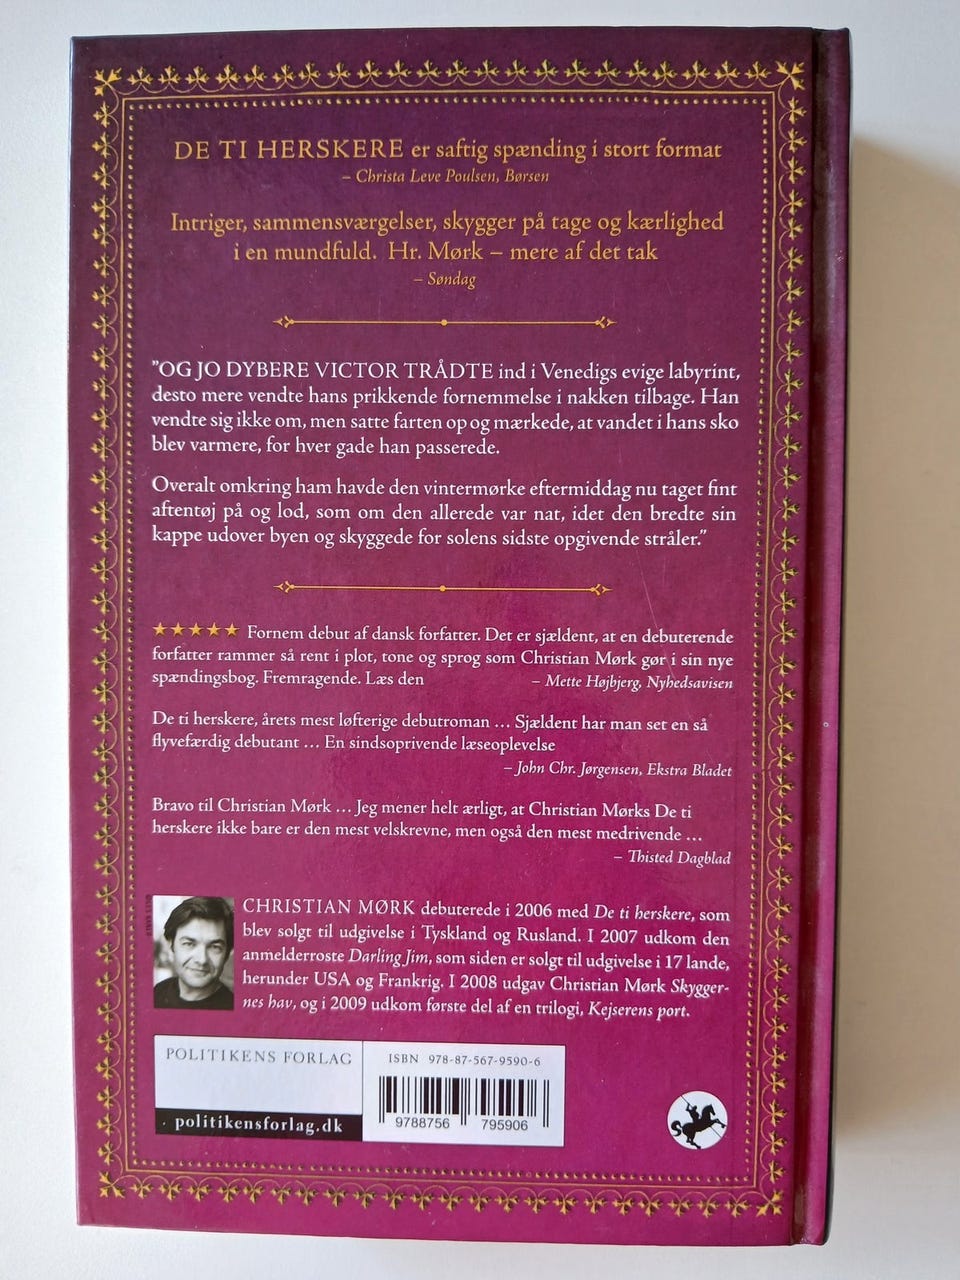 DE TI HERSKERE er saftig spænding i stort format
– Christa Leve Poulsen, Børsen
Intriger, sammensværgelser, skygger på tage og kærlighed
i en mundfuld. Hr. Mørk – mere af det tak
– Søndag
"OG JO DYBERE VICTOR TRÅDTE ind i Venedigs evige labyrint,
desto mere vendte hans prikkende fornemmelse i nakken tilbage. Han
vendte sig ikke om, men satte farten op og mærkede, at vandet i hans sko
blev varmere, for hver gade han passerede.
Overalt omkring ham havde den vintermørke eftermiddag nu taget fint
aftentøj på og lod, som om den allerede var nat, idet den bredte sin
kappe udover byen og skyggede for solens sidste opgivende stråler."
★★★★★ Fornem debut af dansk forfatter. Det er sjældent, at en debuterende
forfatter rammer så rent i plot, tone og sprog som Christian Mørk gør i sin nye
spændingsbog. Fremragende. Læs den – Mette Højbjerg, Nyhedsavisen
De ti herskere, årets mest løfterige debutroman ... Sjældent har man set en så
flyvefærdig debutant ... En sindsoprivende læseoplevelse
– John Chr. Jørgensen, Ekstra Bladet
Bravo til Christian Mørk ... Jeg mener helt ærligt, at Christian Mørks De ti
herskere ikke bare er den mest velskrevne, men også den mest medrivende ...
– Thisted Dagblad
CHRISTIAN MØRK debuterede i 2006 med De ti herskere, som
blev solgt til udgivelse i Tyskland og Rusland. I 2007 udkom den
anmelderroste Darling Jim, som siden er solgt til udgivelse i 17 lande,
herunder USA og Frankrig. I 2008 udgav Christian Mørk Skygger-
nes hav, og i 2009 udkom første del af en trilogi, Kejserens port.
POLITIKENS FORLAG
politikensforlag.dk
ISBN 978-87-567-9590-6
9788756 795906